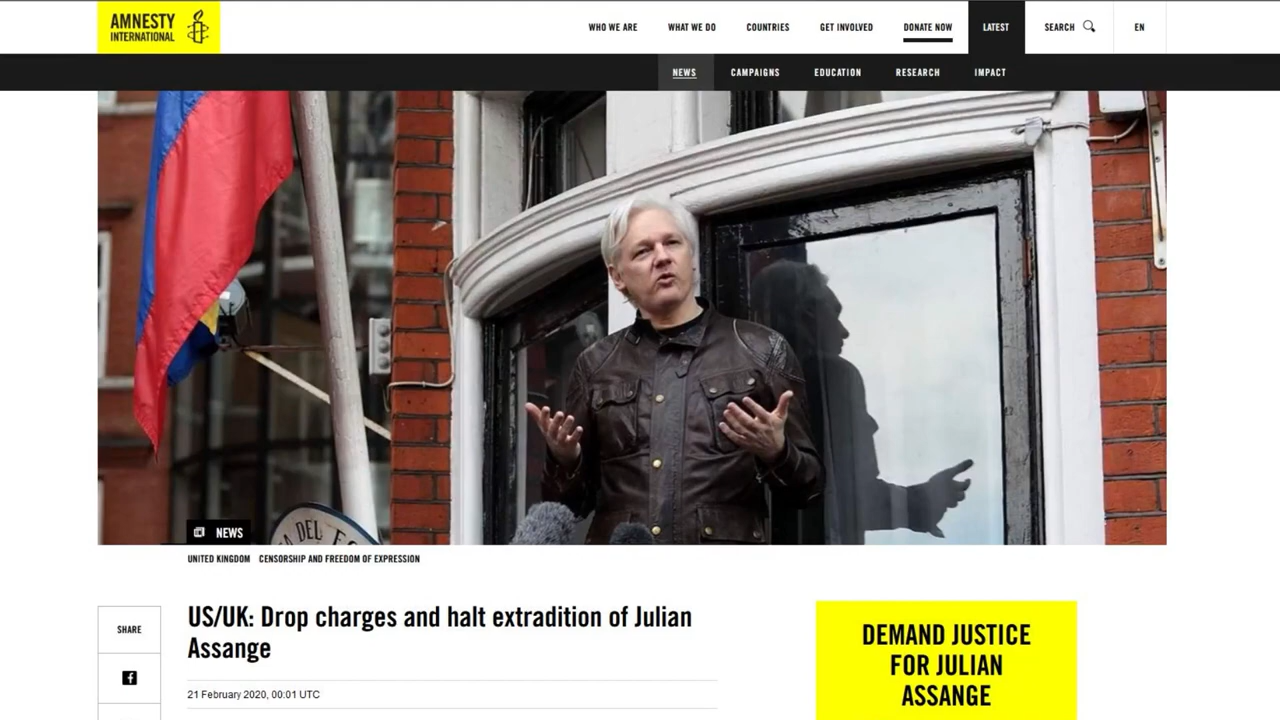 AMNESTY
INTERNATIONAL
WHO WE ARE
WHAT WE DO
COUNTRIES
GET INVOLVED
DONATE NOW
LATEST
SEARCH
EN
NEWS
CAMPAIGNS
EDUCATION
RESEARCH
IMPACT
DEL
NEWS
UNITED KINGDOM CENSORSHIP AND FREEDOM OF EXPRESSION
SHARE
US/UK: Drop charges and halt extradition of Julian
Assange
21 February 2020, 00:01 UTC
DEMAND JUSTICE
FOR JULIAN
ASSANGE